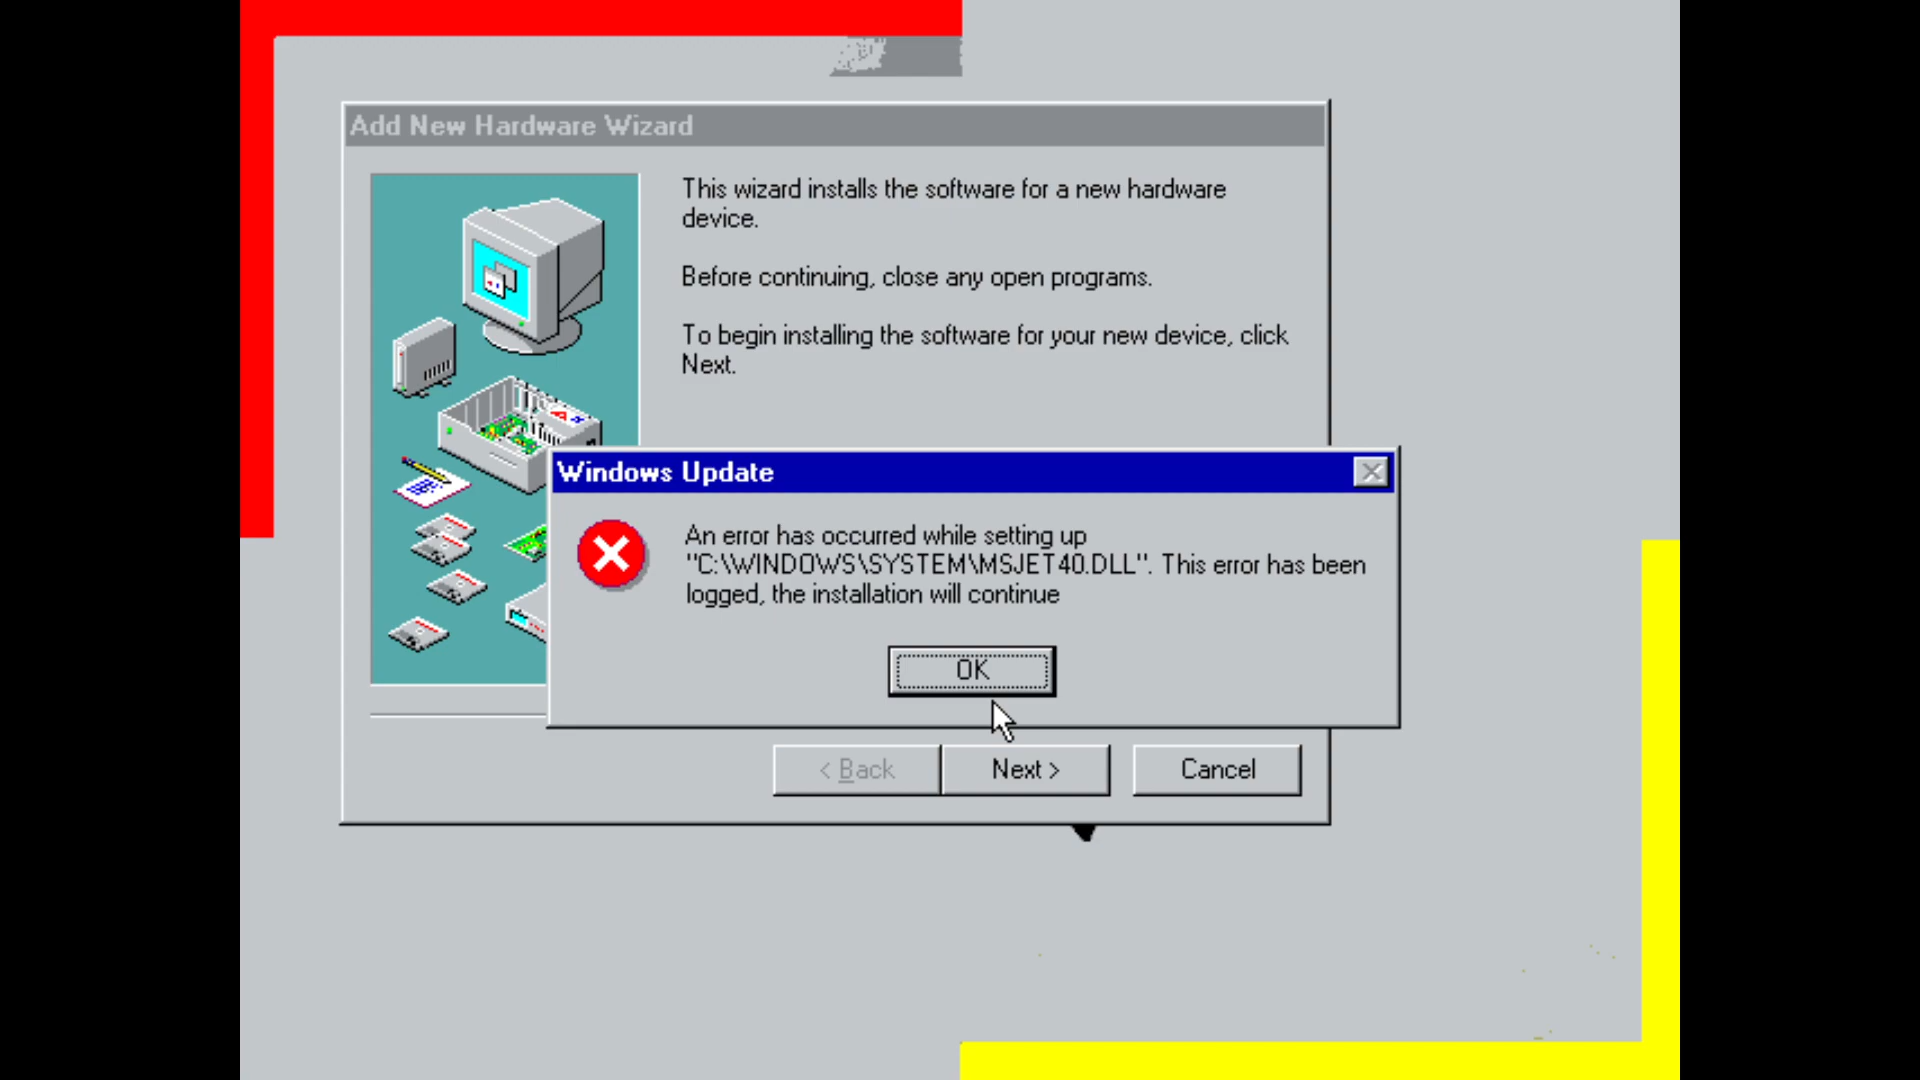 Add New Hardware Wizard
This wizard installs the software for a new hardware
device.
Before continuing, close any open programs.
To begin installing the software for your new device, click
Next.
Windows Update
An error has occurred while setting up
"C:\WINDOWS\SYSTEM\MSJET40.DLL". This error has been
logged, the installation will continue
OK
< Back
Next >
Cancel